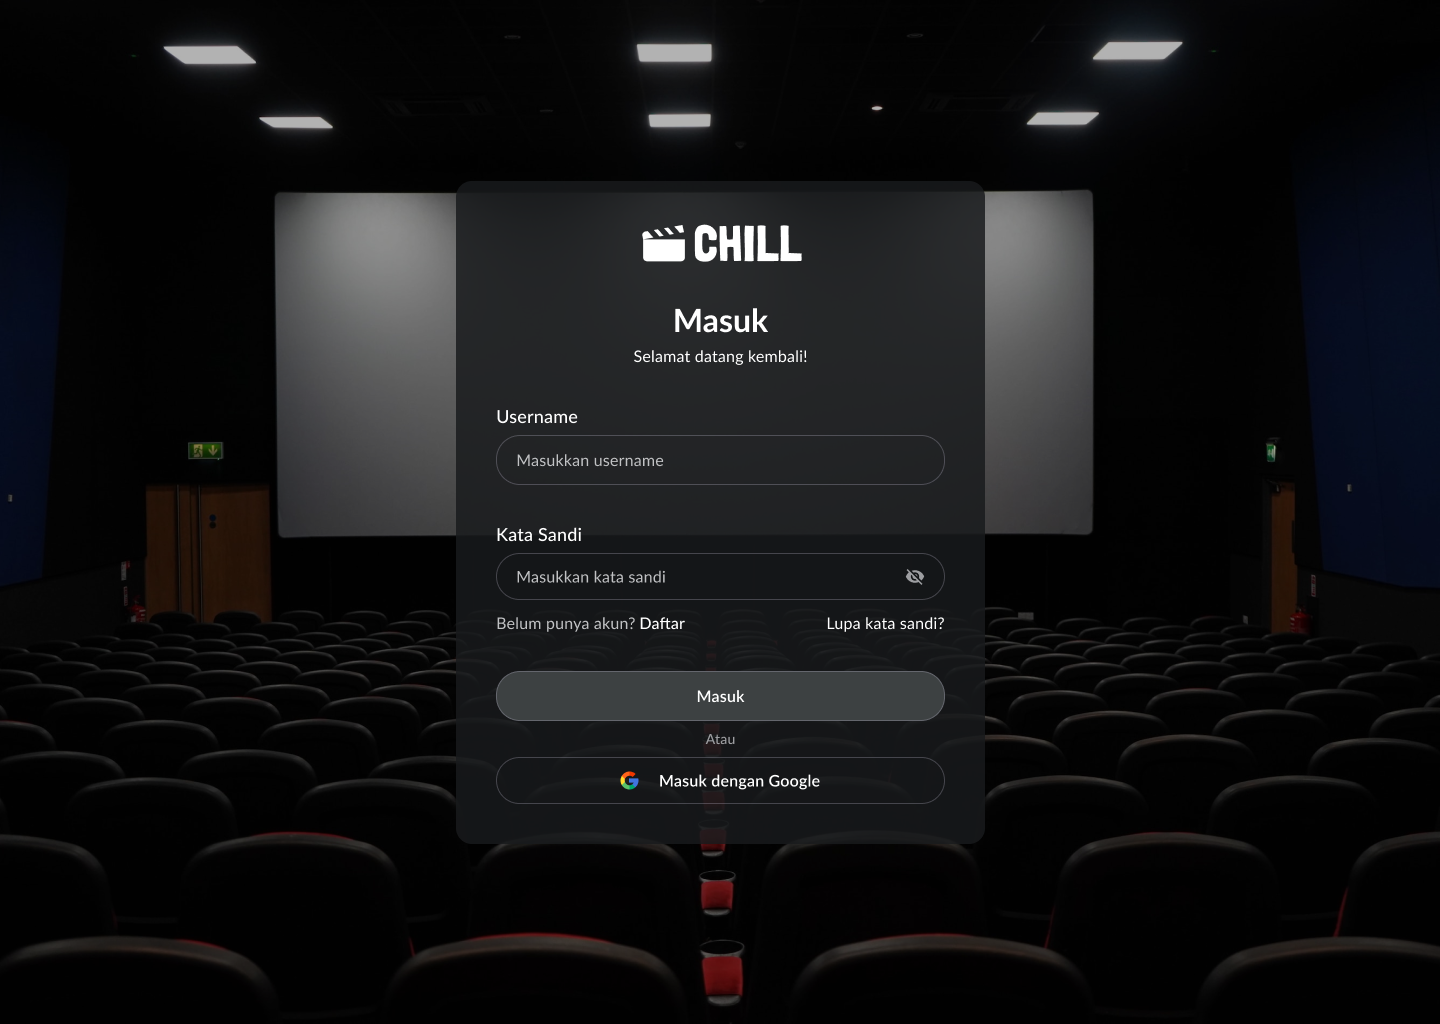 CHILL
Masuk
Selamat datang kembali!
Username
Masukkan username
Kata Sandi
Masukkan kata sandi
Belum punya akun? Daftar
Lupa kata sandi?
Masuk
Atau
Masuk dengan Google